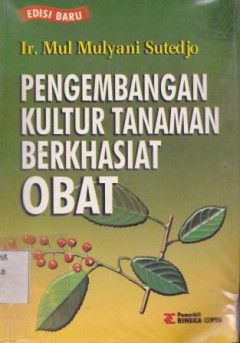 EDISI BARU
Ir. Mul Mulyani Sutedjo
PENGEMBANGAN
KULTUR TANAMAN
BERKHASIAT
OBAT
Penerbit
RINEKA CIPTA